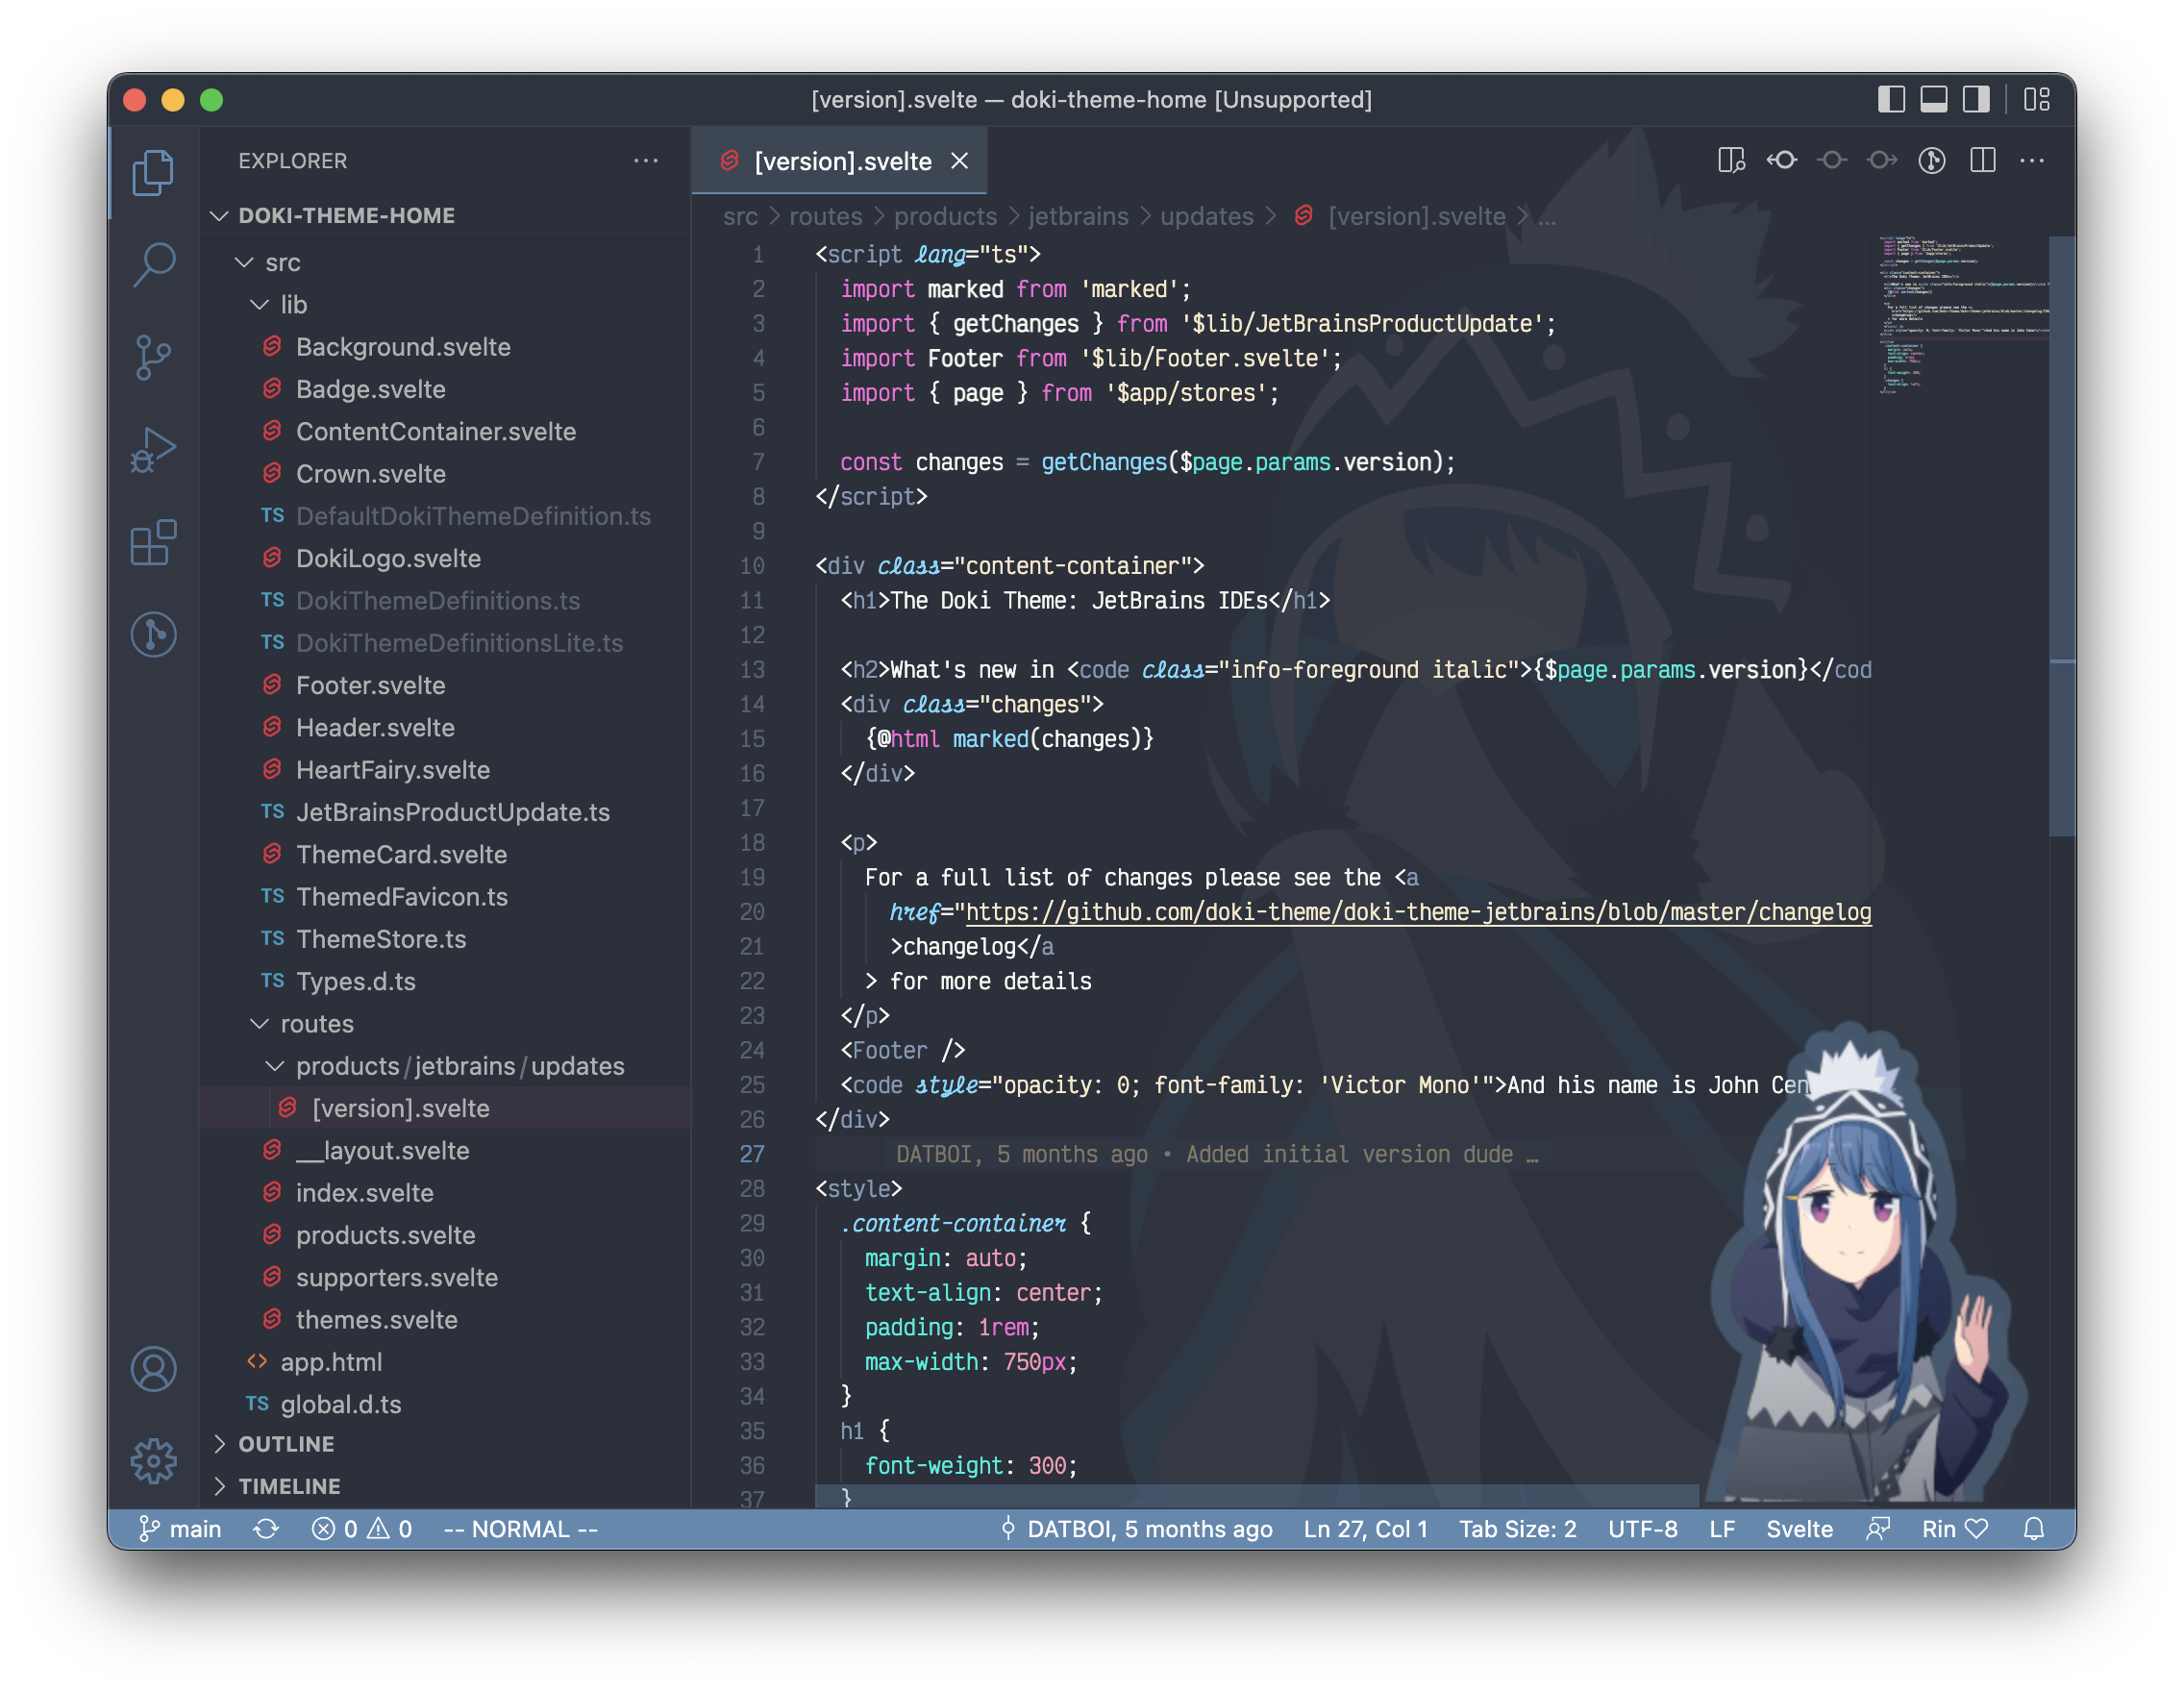 [version].svelte — doki-theme-home [Unsupported]
EXPLORER
DOKI-THEME-HOME
src
lib
Background.svelte
Badge.svelte
ContentContainer.svelte
Crown.svelte
TS DefaultDokiThemeDefinition.ts
DokiLogo.svelte
TS DokiThemeDefinitions.ts
TS DokiThemeDefinitionsLite.ts
Footer.svelte
Header.svelte
HeartFairy.svelte
TS JetBrainsProductUpdate.ts
ThemeCard.svelte
TS ThemedFavicon.ts
TS ThemeStore.ts
TS Types.d.ts
routes
products/jetbrains/updates
[version].svelte
__layout.svelte
index.svelte
products.svelte
supporters.svelte
themes.svelte
<> app.html
TS global.d.ts
OUTLINE
TIMELINE
[version].svelte
src > routes > products > jetbrains > updates > [version].svelte > ...
1 <script lang="ts">
2 import marked from 'marked';
3 import { getChanges } from '$lib/JetBrainsProductUpdate';
4 import Footer from '$lib/Footer.svelte';
5 import { page } from '$app/stores';
6
7 const changes = getChanges($page.params.version);
8 </script>
9
10 <div class="content-container">
11 <h1>The Doki Theme: JetBrains IDEs</h1>
12
13 <h2>What's new in <code class="info-foreground italic">{$page.params.version}</cod
14 <div class="changes">
15 {@html marked(changes)}
16 </div>
17
18 <p>
19 For a full list of changes please see the <a
20 href="https://github.com/doki-theme/doki-theme-jetbrains/blob/master/changelog
21 >changelog</a
22 > for more details
23 </p>
24 <Footer />
25 <code style="opacity: 0; font-family: 'Victor Mono'">And his name is John Cen
26 </div>
27 DATBOI, 5 months ago • Added initial version dude …
28 <style>
29 .content-container {
30 margin: auto;
31 text-align: center;
32 padding: 1rem;
33 max-width: 750px;
34 }
35 h1 {
36 font-weight: 300;
37 }
main 0 0 -- NORMAL -- DATBOI, 5 months ago Ln 27, Col 1 Tab Size: 2 UTF-8 LF Svelte Rin ♡